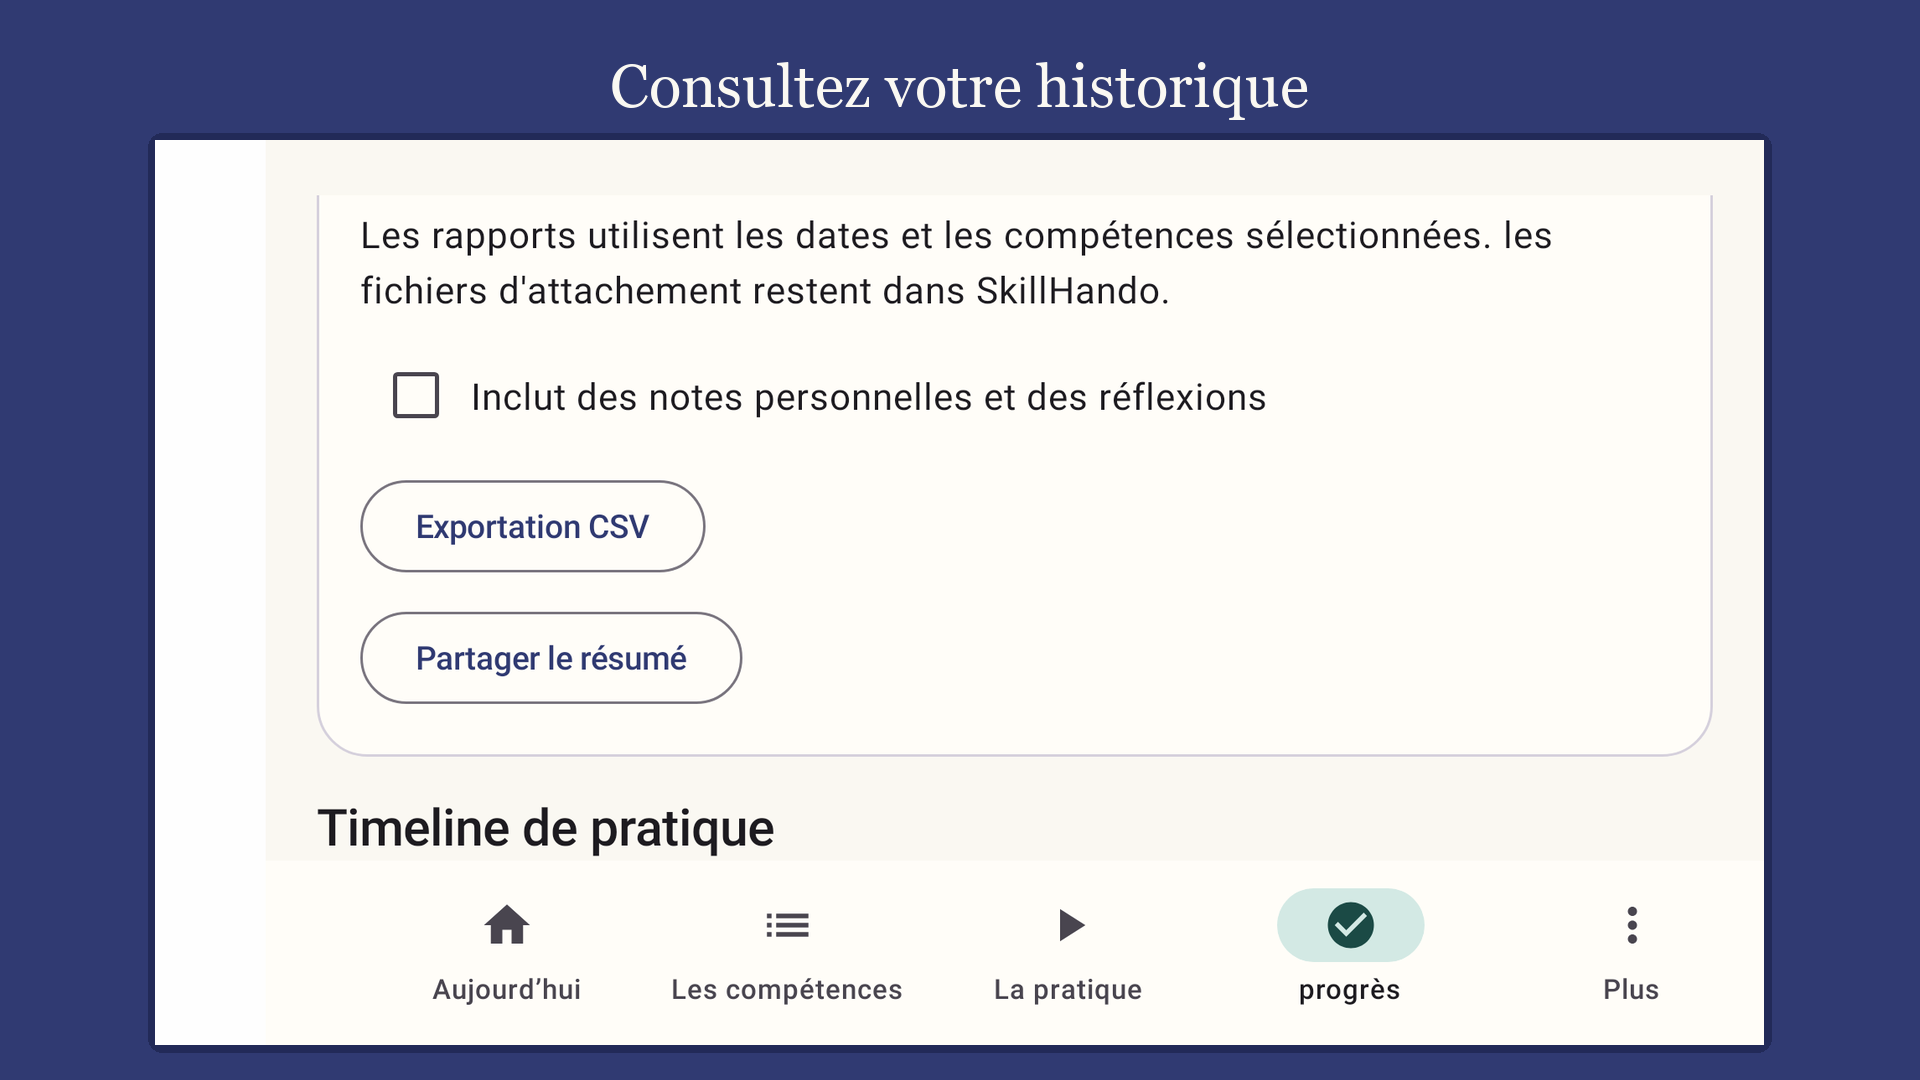 Consultez votre historique
Les rapports utilisent les dates et les compétences sélectionnées. les
fichiers d'attachement restent dans SkillHando.
Inclut des notes personnelles et des réflexions
Exportation CSV
Partager le résumé
Timeline de pratique
Aujourd’hui
Les compétences
La pratique
progrès
Plus